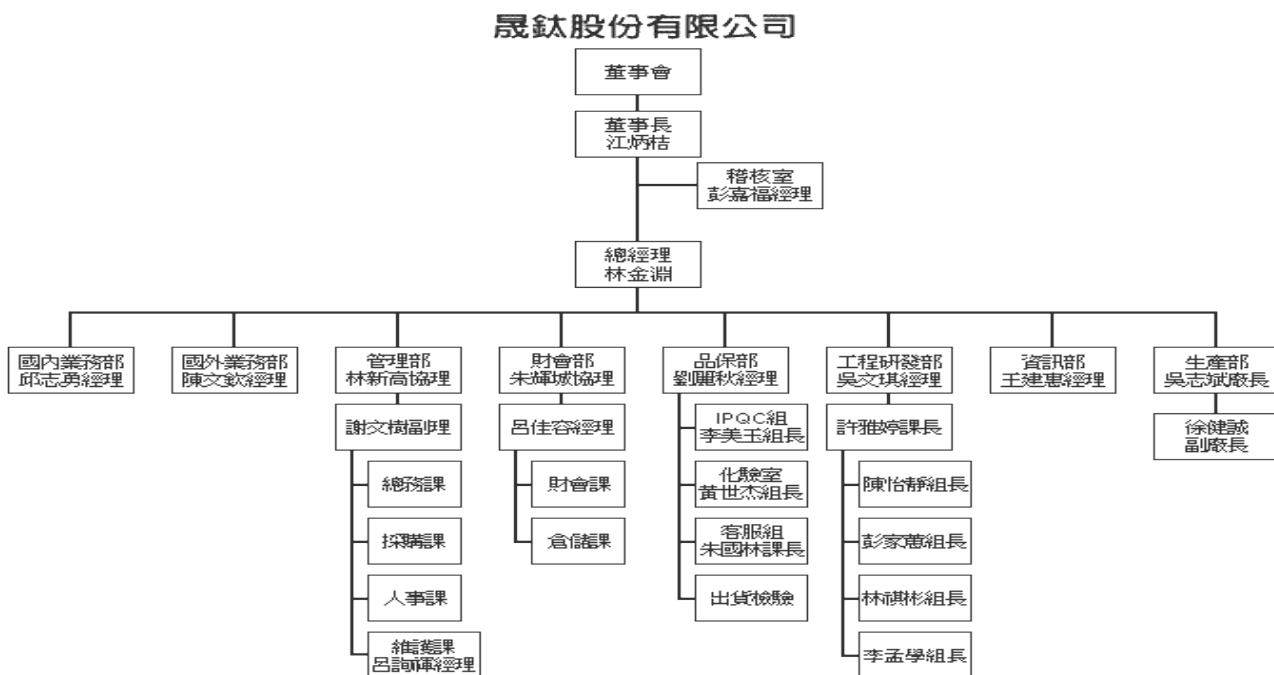 晟鈦股份有限公司
董事會
董事長
江炳桔
稽核室
彭嘉福經理
總經理
林金淵
國內業務部
邱志勇經理
國外業務部
陳文欽經理
管理部
林新高協理
財會部
朱輝城協理
品保部
劉麗秋經理
工程研發部
吳文琪經理
資訊部
王建惠經理
生產部
吳志斌廠長
謝文樹副理
呂佳容經理
IPQC組
李美玉組長
許雅婷課長
徐健誠
副廠長
總務課
財會課
化驗室
黃世杰組長
陳怡靜組長
採購課
倉儲課
客服組
朱國林課長
彭家萬組長
人事課
出貨檢驗
林祺彬組長
維護課
呂詢禈經理
李孟學組長